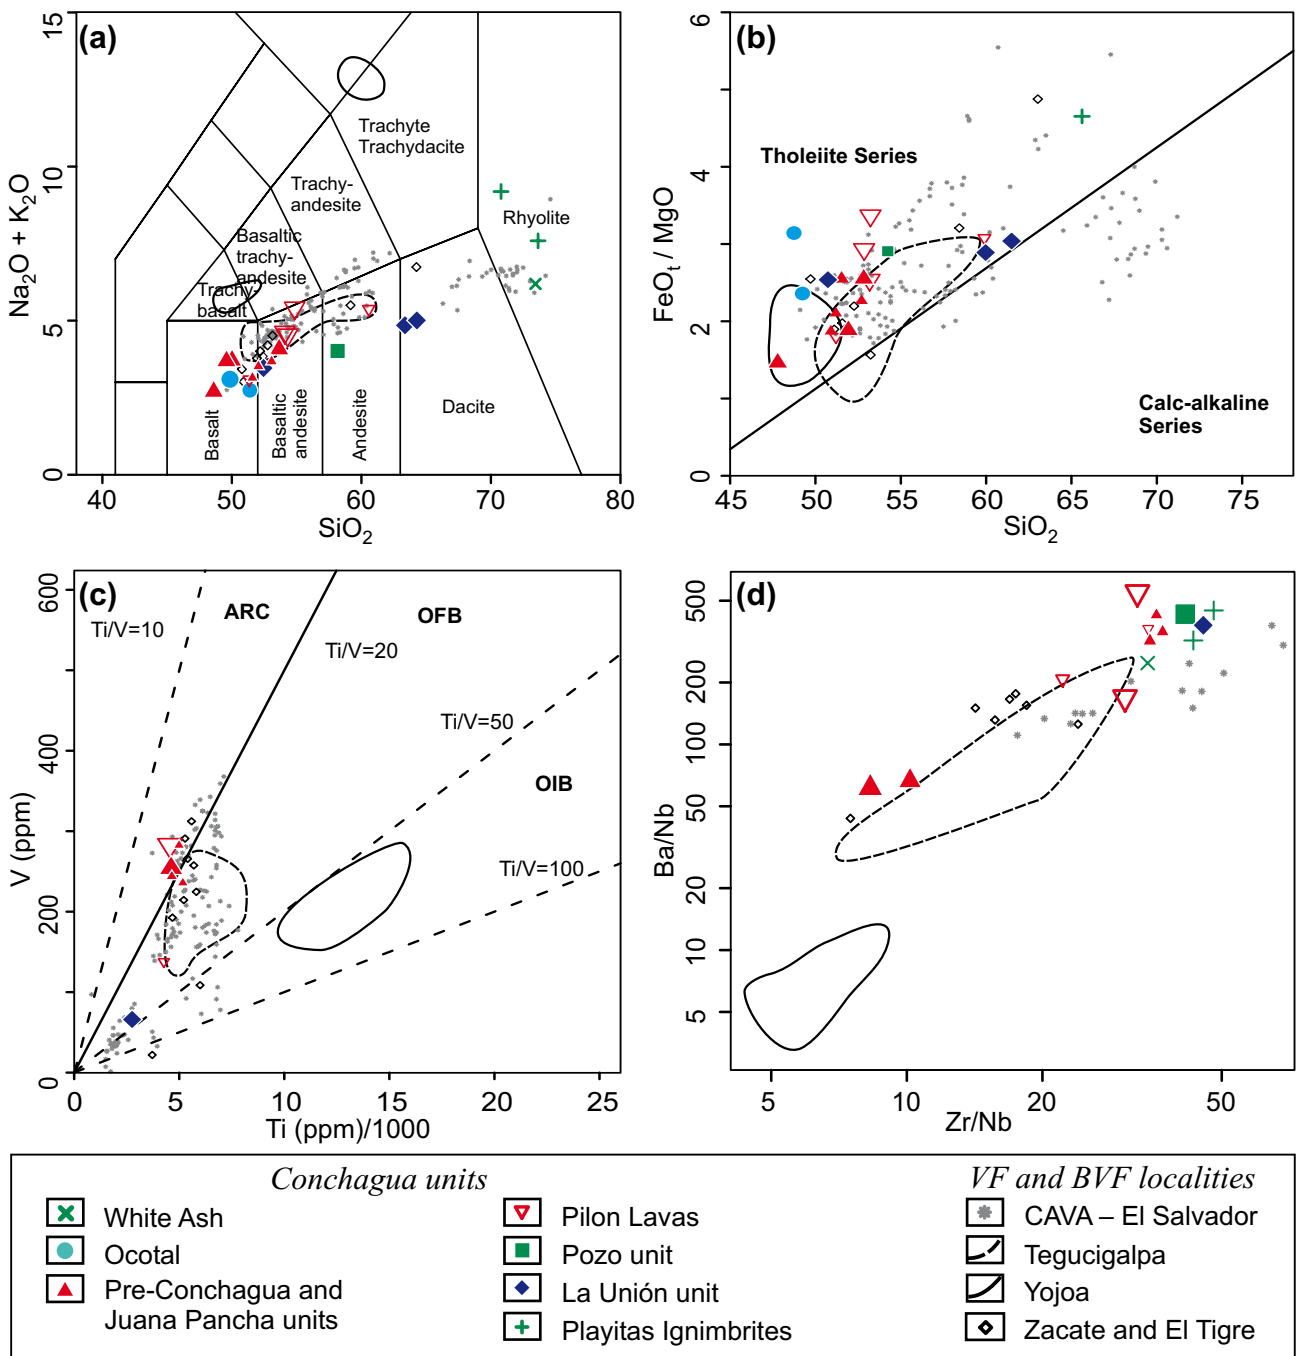 (a)
15
10
5
0
Na2O + K2O
40
50
60
70
80
SiO2
Trachyte
Trachydacite
Trachy-
andesite
Rhyolite
Basaltic
trachy-
andesite
Trachy-
basalt
Basalt
Basaltic
andesite
Andesite
Dacite
(b)
6
4
2
0
FeOt / MgO
45
50
55
60
65
70
75
SiO2
Tholeiite Series
Calc-alkaline
Series
(c)
600
400
200
0
V (ppm)
0
5
10
15
20
25
Ti (ppm)/1000
ARC
OFB
OIB
Ti/V=10
Ti/V=20
Ti/V=50
Ti/V=100
(d)
500
200
100
50
20
10
5
Ba/Nb
5
10
20
50
Zr/Nb
Conchagua units
White Ash
Ocotal
Pre-Conchagua and
Juana Pancha units
Pilon Lavas
Pozo unit
La Unión unit
Playitas Ignimbrites
VF and BVF localities
CAVA – El Salvador
Tegucigalpa
Yojoa
Zacate and El Tigre